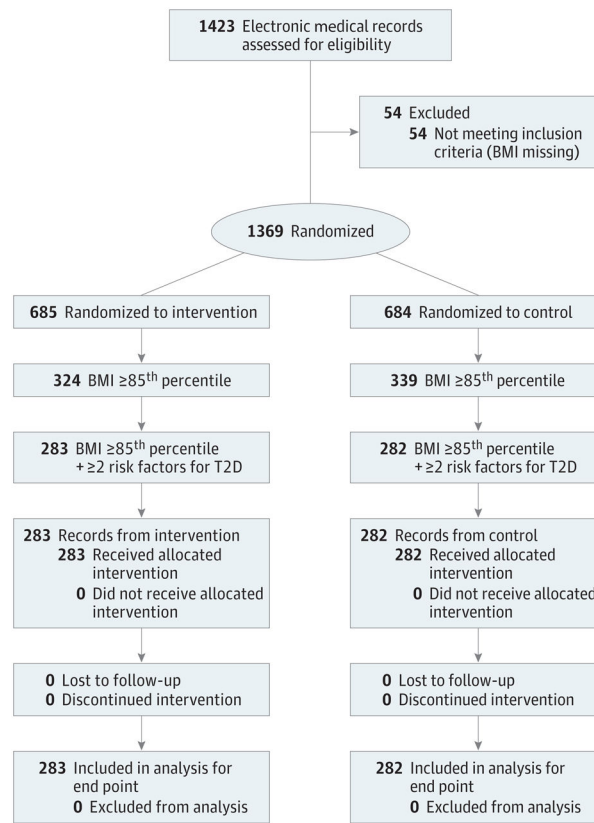 1423 Electronic medical records
assessed for eligibility
54 Excluded
54 Not meeting inclusion
criteria (BMI missing)
1369 Randomized
685 Randomized to intervention
684 Randomized to control
324 BMI ≥85th percentile
339 BMI ≥85th percentile
283 BMI ≥85th percentile
+ ≥2 risk factors for T2D
282 BMI ≥85th percentile
+ ≥2 risk factors for T2D
283 Records from intervention
283 Received allocated
intervention
0 Did not receive allocated
intervention
282 Records from control
282 Received allocated
intervention
0 Did not receive allocated
intervention
0 Lost to follow-up
0 Discontinued intervention
0 Lost to follow-up
0 Discontinued intervention
283 Included in analysis for
end point
0 Excluded from analysis
282 Included in analysis for
end point
0 Excluded from analysis